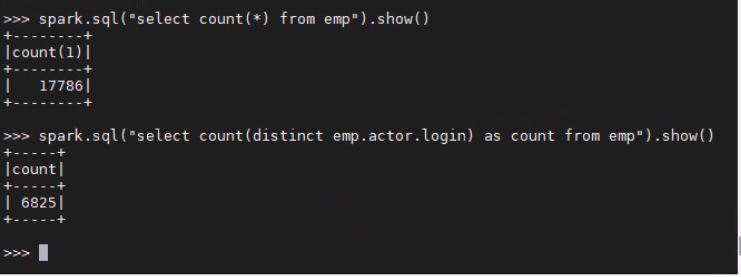 >>> spark.sql("select count(*) from emp").show()
+--------+
|count(1)|
+--------+
|   17786|
+--------+
>>> spark.sql("select count(distinct emp.actor.login) as count from emp").show()
+-----+
|count|
+-----+
| 6825|
+-----+
>>>